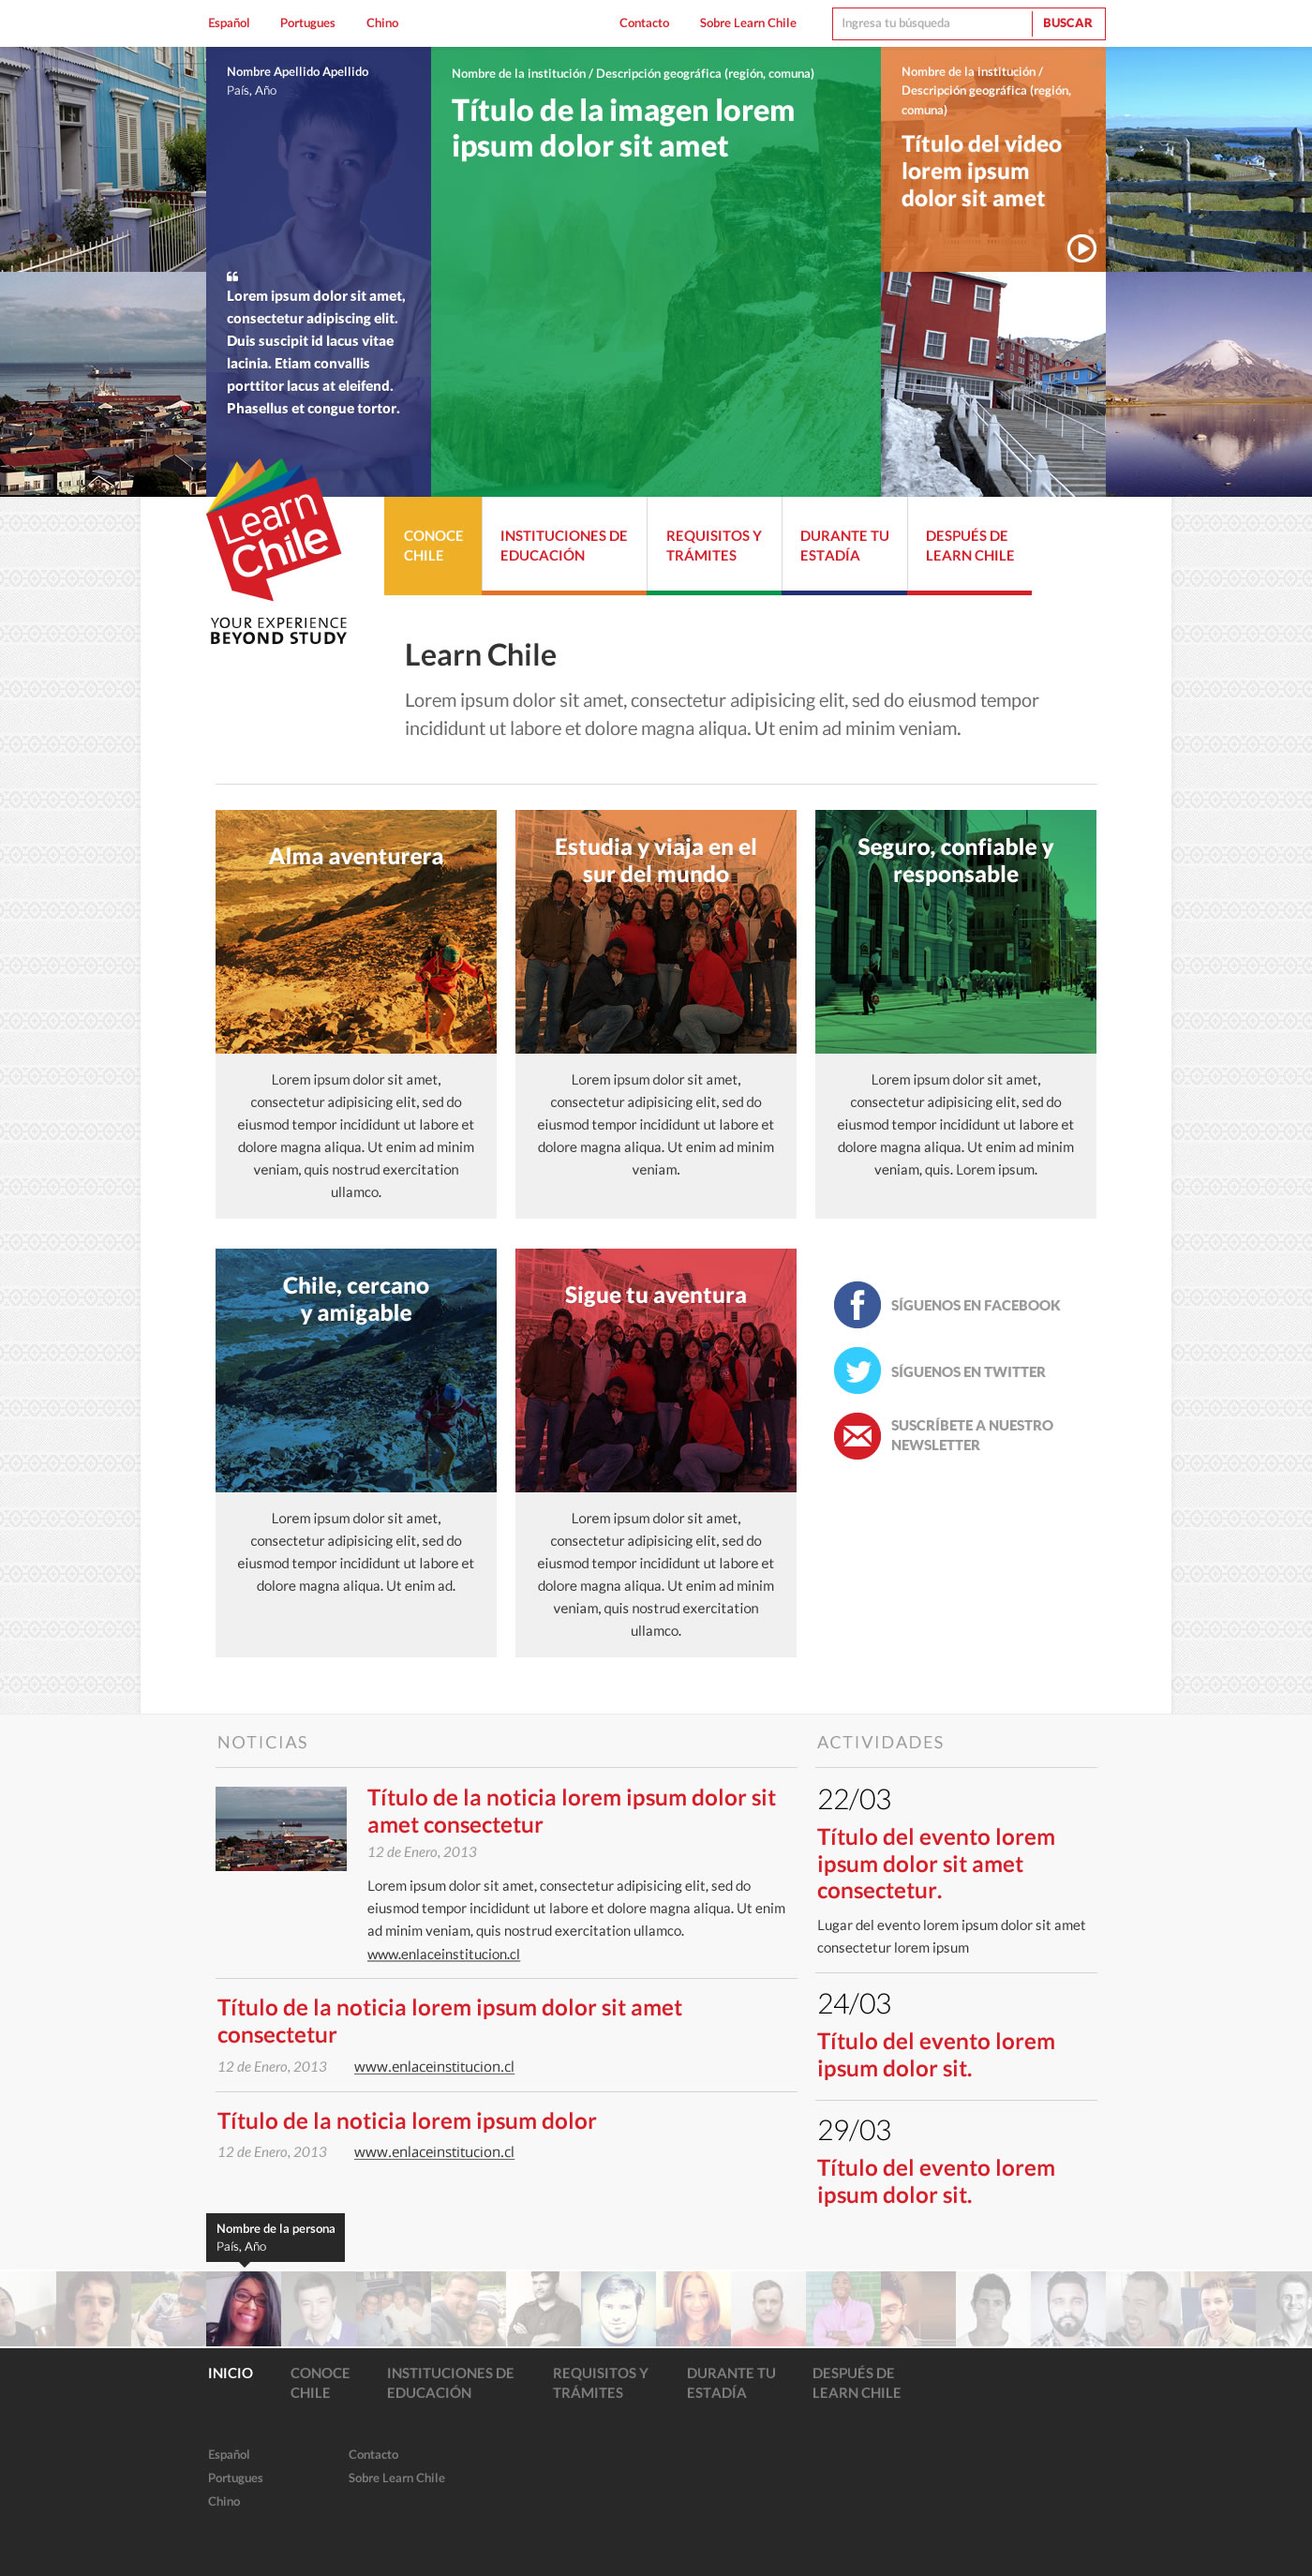 Español Portugues Chino Contacto Sobre Learn Chile Ingresa tu búsqueda BUSCAR
Nombre Apellido Apellido
País, Año
“
Lorem ipsum dolor sit amet,
consectetur adipiscing elit.
Duis suscipit id lacus vitae
lacinia. Etiam convallis
porttitor lacus at eleifend.
Phasellus et congue tortor.
Nombre de la institución / Descripción geográfica (región, comuna)
Título de la imagen lorem
ipsum dolor sit amet
Nombre de la Institución /
Descripción geográfica (región,
comuna)
Título del video
lorem ipsum
dolor sit amet
Learn
Chile
YOUR EXPERIENCE
BEYOND STUDY
CONOCE
CHILE
INSTITUCIONES DE
EDUCACIÓN
REQUISITOS Y
TRÁMITES
DURANTE TU
ESTADÍA
DESPUÉS DE
LEARN CHILE
Learn Chile
Lorem ipsum dolor sit amet, consectetur adipisicing elit, sed do eiusmod tempor
incididunt ut labore et dolore magna aliqua. Ut enim ad minim veniam.
Alma aventurera
Lorem ipsum dolor sit amet,
consectetur adipisicing elit, sed do
eiusmod tempor incididunt ut labore et
dolore magna aliqua. Ut enim ad minim
veniam, quis nostrud exercitation
ullamco.
Estudia y viaja en el
sur del mundo
Lorem ipsum dolor sit amet,
consectetur adipisicing elit, sed do
eiusmod tempor incididunt ut labore et
dolore magna aliqua. Ut enim ad minim
veniam.
Seguro, confiable y
responsable
Lorem ipsum dolor sit amet,
consectetur adipisicing elit, sed do
eiusmod tempor incididunt ut labore et
dolore magna aliqua. Ut enim ad minim
veniam, quis. Lorem ipsum.
Chile, cercano
y amigable
Lorem ipsum dolor sit amet,
consectetur adipisicing elit, sed do
eiusmod tempor incididunt ut labore et
dolore magna aliqua. Ut enim ad.
Sigue tu aventura
Lorem ipsum dolor sit amet,
consectetur adipisicing elit, sed do
eiusmod tempor incididunt ut labore et
dolore magna aliqua. Ut enim ad minim
veniam, quis nostrud exercitation
ullamco.
SÍGUENOS EN FACEBOOK
SÍGUENOS EN TWITTER
SUSCRÍBETE A NUESTRO
NEWSLETTER
NOTICIAS
Título de la noticia lorem ipsum dolor sit
amet consectetur
12 de Enero, 2013
Lorem ipsum dolor sit amet, consectetur adipisicing elit, sed do
eiusmod tempor incididunt ut labore et dolore magna aliqua. Ut enim
ad minim veniam, quis nostrud exercitation ullamco.
www.enlaceinstitucion.cl
Título de la noticia lorem ipsum dolor sit amet
consectetur
12 de Enero, 2013 www.enlaceinstitucion.cl
Título de la noticia lorem ipsum dolor
12 de Enero, 2013 www.enlaceinstitucion.cl
ACTIVIDADES
22/03
Título del evento lorem
ipsum dolor sit amet
consectetur.
Lugar del evento lorem ipsum dolor sit amet
consectetur lorem ipsum
24/03
Título del evento lorem
ipsum dolor sit.
29/03
Título del evento lorem
ipsum dolor sit.
Nombre de la persona
País, Año
INICIO
CONOCE
CHILE
INSTITUCIONES DE
EDUCACIÓN
REQUISITOS Y
TRÁMITES
DURANTE TU
ESTADÍA
DESPUÉS DE
LEARN CHILE
Español
Portugues
Chino
Contacto
Sobre Learn Chile